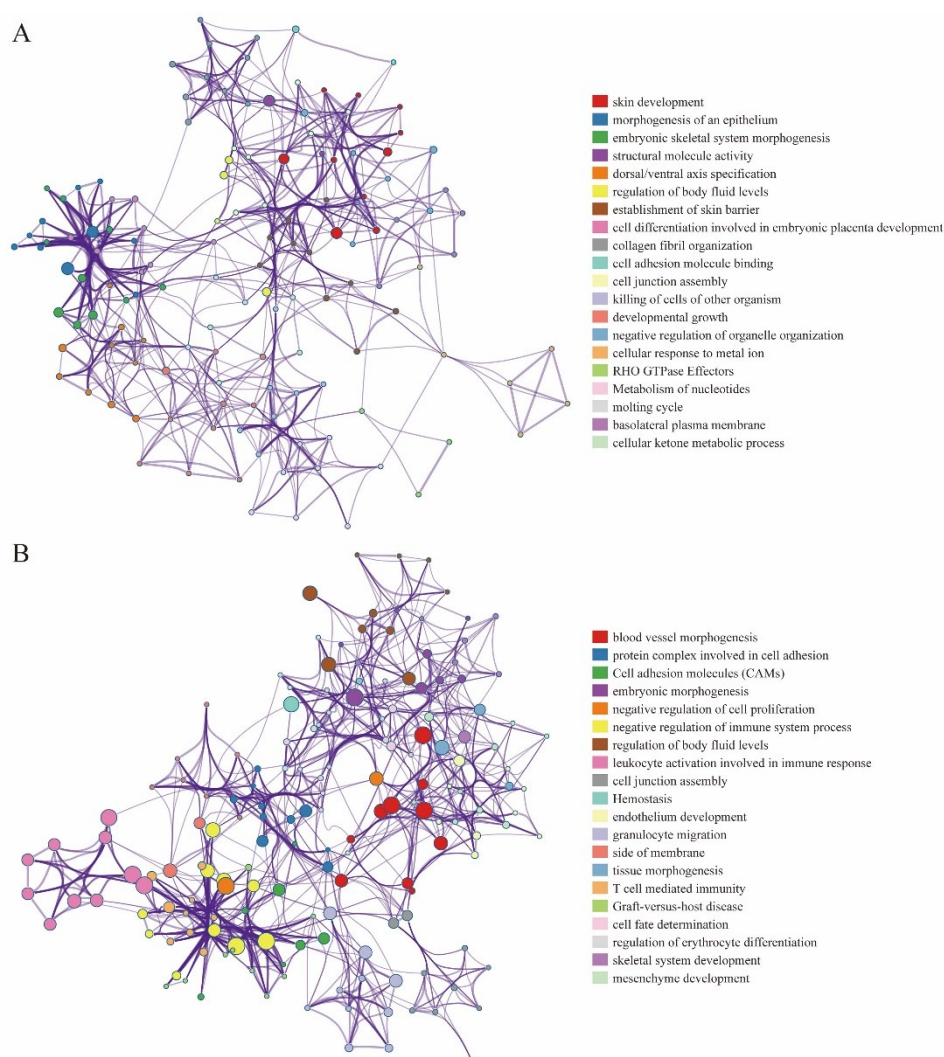 A
skin development
morphogenesis of an epithelium
embryonic skeletal system morphogenesis
structural molecule activity
dorsal/ventral axis specification
regulation of body fluid levels
establishment of skin barrier
cell differentiation involved in embryonic placenta development
collagen fibril organization
cell adhesion molecule binding
cell junction assembly
killing of cells of other organism
developmental growth
negative regulation of organelle organization
cellular response to metal ion
RHO GTPase Effectors
Metabolism of nucleotides
molting cycle
basolateral plasma membrane
cellular ketone metabolic process
B
blood vessel morphogenesis
protein complex involved in cell adhesion
Cell adhesion molecules (CAMs)
embryonic morphogenesis
negative regulation of cell proliferation
negative regulation of immune system process
regulation of body fluid levels
leukocyte activation involved in immune response
cell junction assembly
Hemostasis
endothelium development
granulocyte migration
side of membrane
tissue morphogenesis
T cell mediated immunity
Graft-versus-host disease
cell fate determination
regulation of erythrocyte differentiation
skeletal system development
mesenchyme development